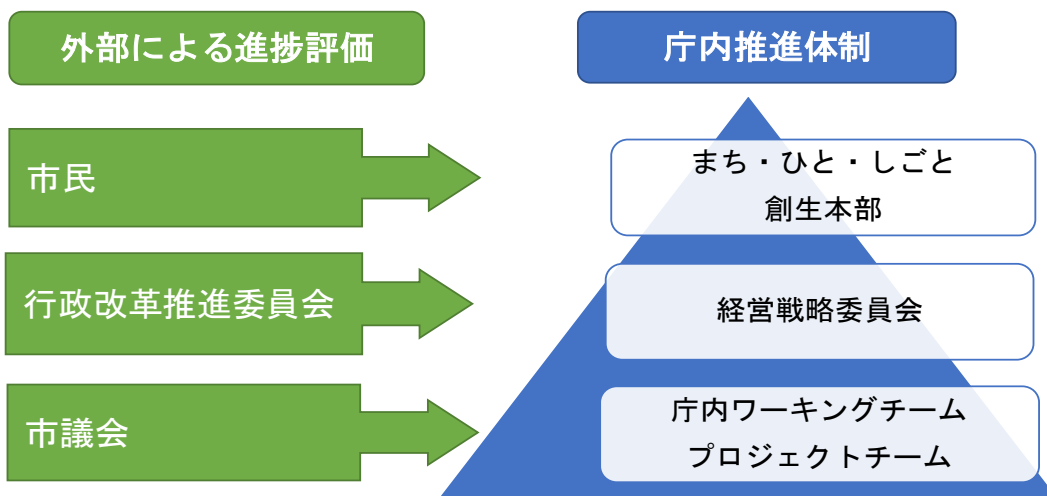 外部による進捗評価
庁内推進体制
市民
行政改革推進委員会
市議会
まち・ひと・しごと
創生本部
経営戦略委員会
庁内ワーキングチーム
プロジェクトチーム